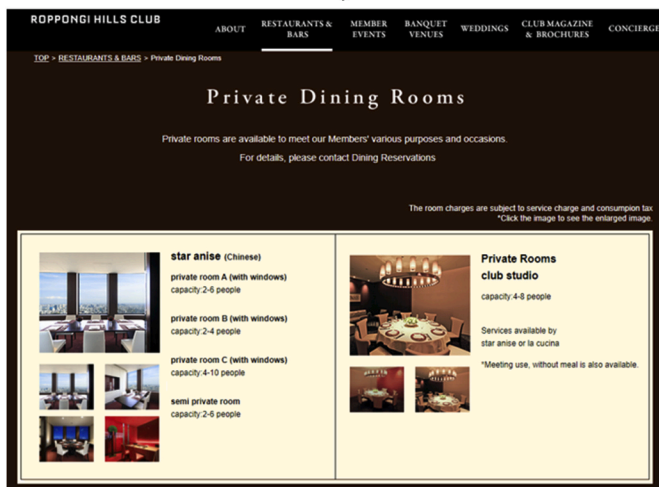 ROPPONGI HILLS CLUB
ABOUT
RESTAURANTS &
BARS
MEMBER
EVENTS
BANQUET
VENUES
WEDDINGS
CLUB MAGAZINE
& BROCHURES
CONCIERGE
TOP > RESTAURANTS & BARS > Private Dining Rooms
Private Dining Rooms
Private rooms are available to meet our Members' various purposes and occasions.
For details, please contact Dining Reservations
The room charges are subject to service charge and consumpion tax
*Click the image to see the enlarged image.
star anise (Chinese)
private room A (with windows)
capacity:2-6 people
private room B (with windows)
capacity:2-4 people
private room C (with windows)
capacity:4-10 people
semi private room
capacity:2-6 people
Private Rooms
club studio
capacity:4-8 people
Services available by
star anise or la cucina
*Meeting use, without meal is also available.